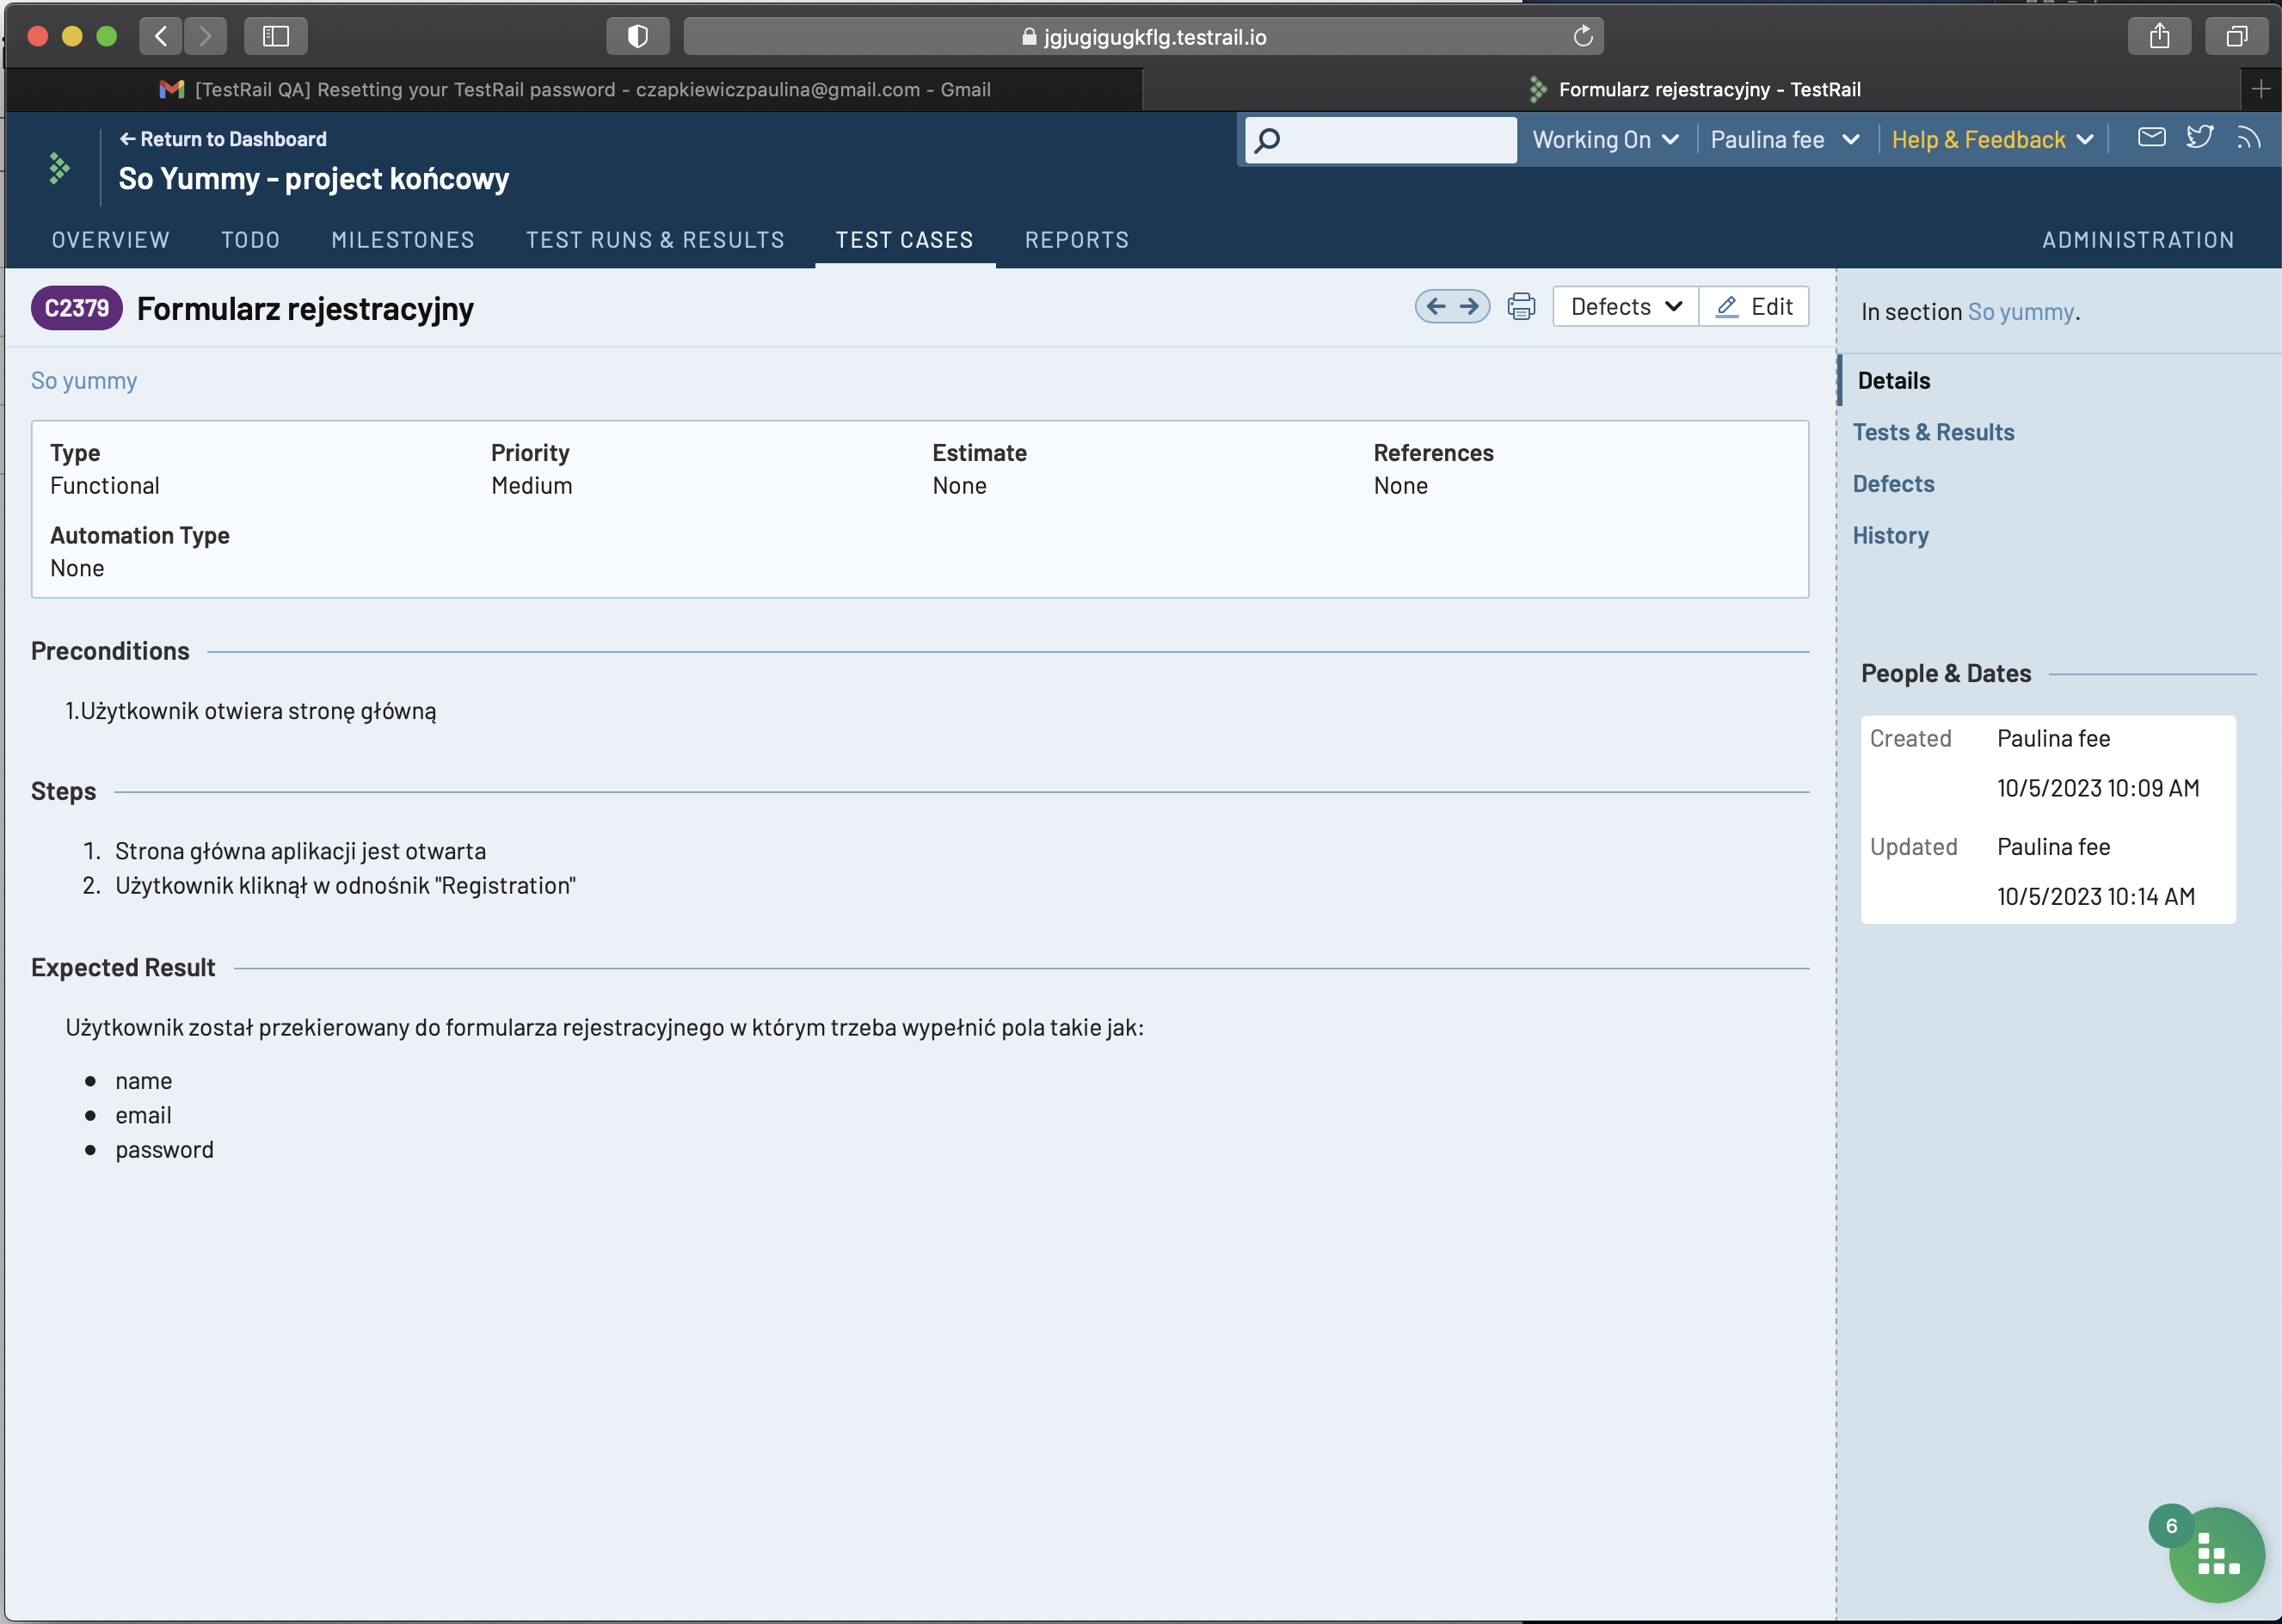 jgjugigugkflg.testrail.io
[TestRail QA] Resetting your TestRail password - czapkiewiczpaulina@gmail.com - Gmail
Formularz rejestracyjny - TestRail
Return to Dashboard
So Yummy - project końcowy
Working On
Paulina fee
Help & Feedback
OVERVIEW TODO MILESTONES TEST RUNS & RESULTS TEST CASES REPORTS ADMINISTRATION
C2379 Formularz rejestracyjny
Defects
Edit
In section So yummy.
So yummy
Type Priority Estimate References
Functional Medium None None
Automation Type
None
Details
Tests & Results
Defects
History
Preconditions
1.Użytkownik otwiera stronę główną
Steps
1. Strona główna aplikacji jest otwarta
2. Użytkownik kliknął w odnośnik "Registration"
Expected Result
Użytkownik został przekierowany do formularza rejestracyjnego w którym trzeba wypełnić pola takie jak:
• name
• email
• password
People & Dates
Created Paulina fee
10/5/2023 10:09 AM
Updated Paulina fee
10/5/2023 10:14 AM
6